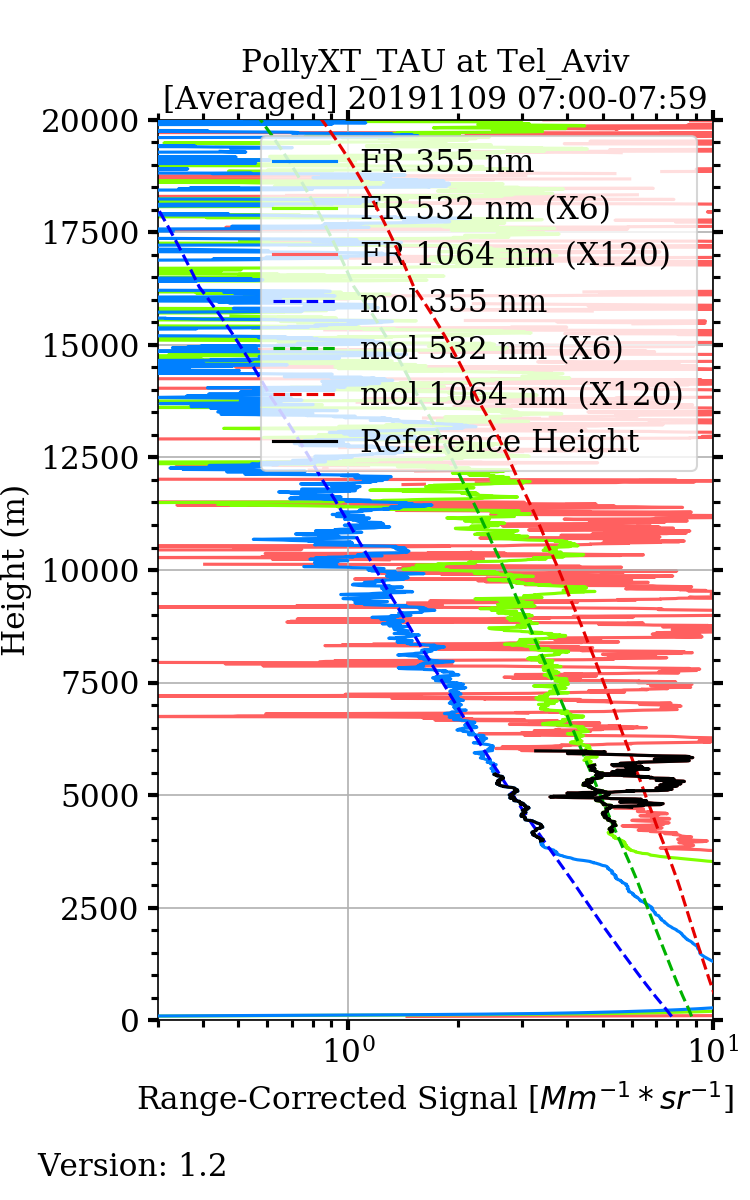 PollyXT_TAU at Tel_Aviv
[Averaged] 20191109 07:00-07:59
20000
17500
15000
12500
10000
7500
5000
2500
0
Height (m)
FR 355 nm
FR 532 nm (X6)
FR 1064 nm (X120)
mol 355 nm
mol 532 nm (X6)
mol 1064 nm (X120)
Reference Height
10⁰ 10¹
Range-Corrected Signal [Mm⁻¹ * sr⁻¹]
Version: 1.2